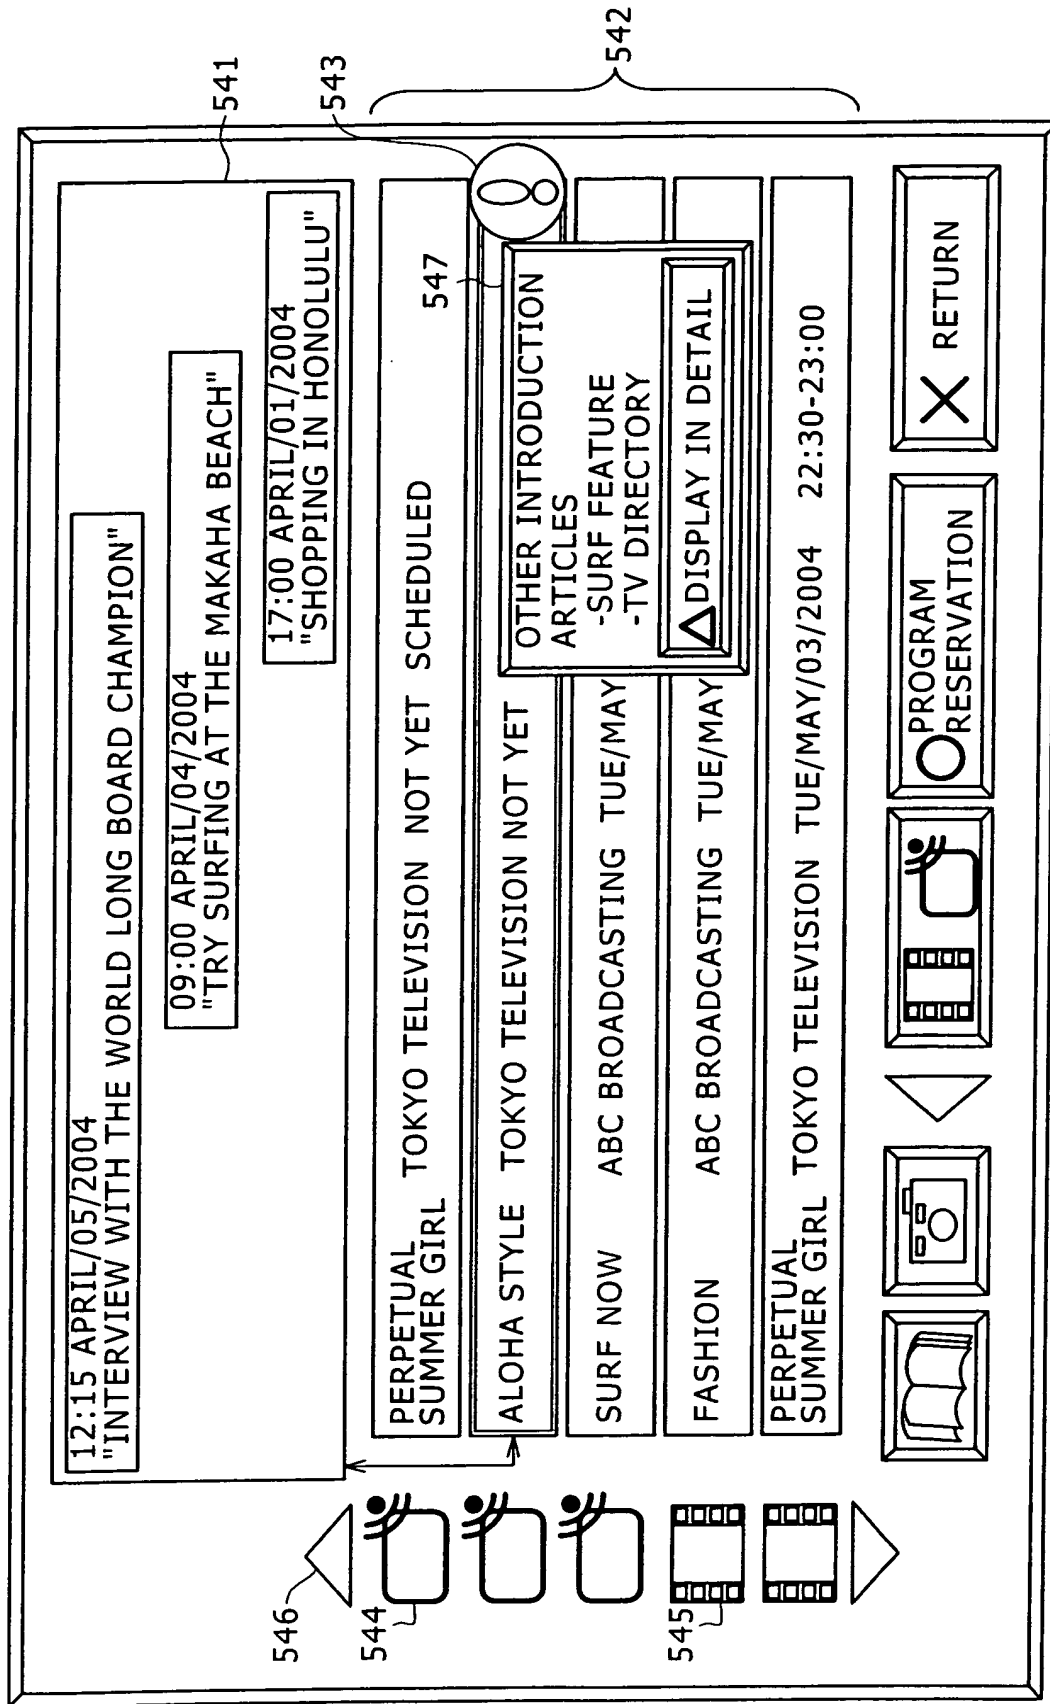 541
543
542
12:15 APRIL/05/2004
"INTERVIEW WITH THE WORLD LONG BOARD CHAMPION"
09:00 APRIL/04/2004
"TRY SURFING AT THE MAKAHA BEACH"
17:00 APRIL/01/2004
"SHOPPING IN HONOLULU"
546
544
545
547
PERPETUAL
SUMMER GIRL TOKYO TELEVISION NOT YET SCHEDULED
ALOHA STYLE TOKYO TELEVISION NOT YET
SURF NOW ABC BROADCASTING TUE/MAY
FASHION ABC BROADCASTING TUE/MAY
PERPETUAL
SUMMER GIRL TOKYO TELEVISION TUE/MAY/03/2004 22:30-23:00
OTHER INTRODUCTION
ARTICLES
-SURF FEATURE
-TV DIRECTORY
DISPLAY IN DETAIL
PROGRAM
RESERVATION
RETURN